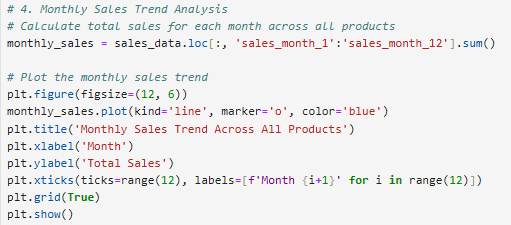 # 4. Monthly Sales Trend Analysis
# Calculate total sales for each month across all products
monthly_sales = sales_data.loc[:, 'sales_month_1':'sales_month_12'].sum()

# Plot the monthly sales trend
plt.figure(figsize=(12, 6))
monthly_sales.plot(kind='line', marker='o', color='blue')
plt.title('Monthly Sales Trend Across All Products')
plt.xlabel('Month')
plt.ylabel('Total Sales')
plt.xticks(ticks=range(12), labels=[f'Month {i+1}' for i in range(12)])
plt.grid(True)
plt.show()